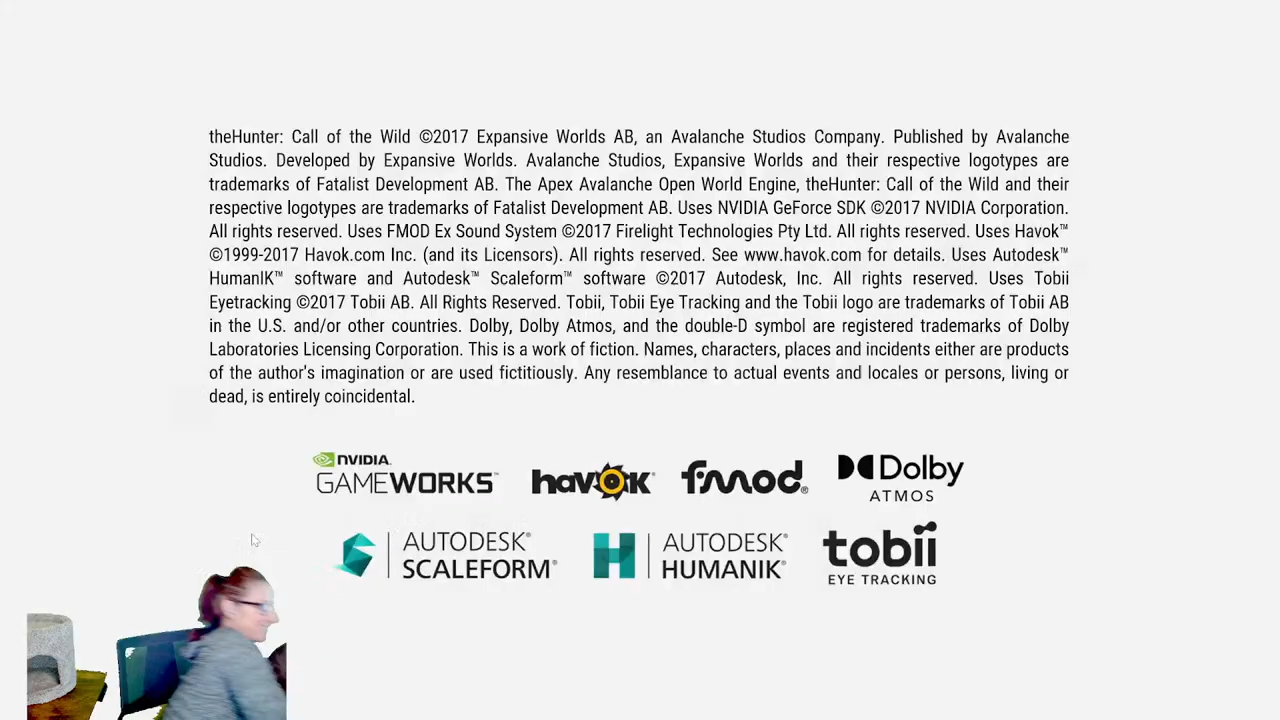 theHunter: Call of the Wild ©2017 Expansive Worlds AB, an Avalanche Studios Company. Published by Avalanche
Studios. Developed by Expansive Worlds. Avalanche Studios, Expansive Worlds and their respective logotypes are
trademarks of Fatalist Development AB. The Apex Avalanche Open World Engine, theHunter: Call of the Wild and their
respective logotypes are trademarks of Fatalist Development AB. Uses NVIDIA GeForce SDK ©2017 NVIDIA Corporation.
All rights reserved. Uses FMOD Ex Sound System ©2017 Firelight Technologies Pty Ltd. All rights reserved. Uses Havok™
©1999-2017 Havok.com Inc. (and its Licensors). All rights reserved. See www.havok.com for details. Uses Autodesk™
HumanIK™ software and Autodesk™ Scaleform™ software ©2017 Autodesk, Inc. All rights reserved. Uses Tobii
Eyetracking ©2017 Tobii AB. All Rights Reserved. Tobii, Tobii Eye Tracking and the Tobii logo are trademarks of Tobii AB
in the U.S. and/or other countries. Dolby, Dolby Atmos, and the double-D symbol are registered trademarks of Dolby
Laboratories Licensing Corporation. This is a work of fiction. Names, characters, places and incidents either are products
of the author's imagination or are used fictitiously. Any resemblance to actual events and locales or persons, living or
dead, is entirely coincidental.
NVIDIA.
GAMEWORKS™
havok®
fmod®
Dolby
ATMOS
AUTODESK®
SCALEFORM®
AUTODESK®
HUMANIK®
tobii
EYE TRACKING